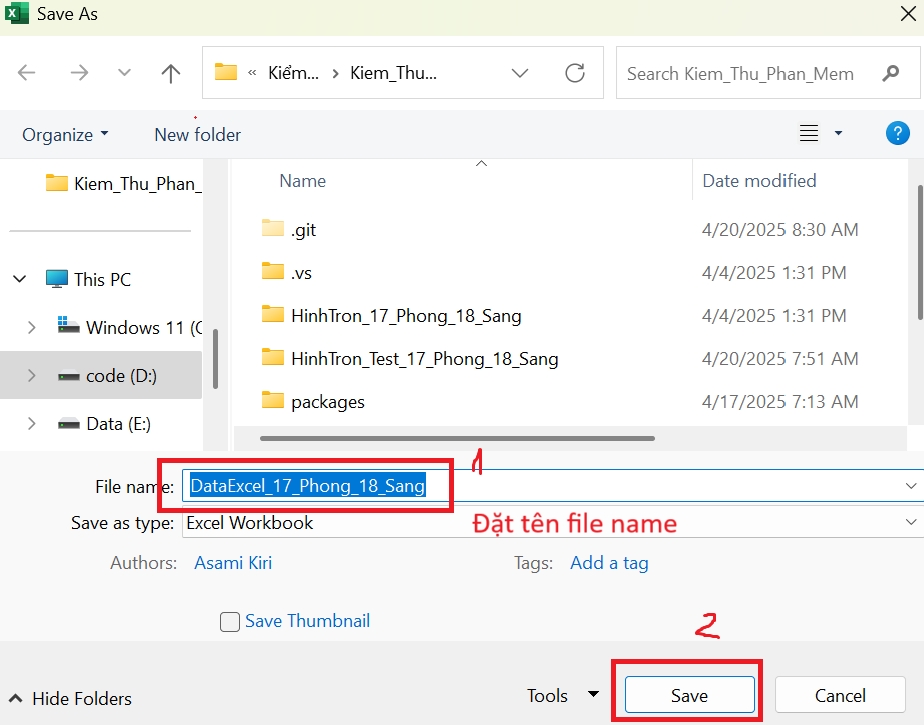 Save As
« Kiểm... › Kiem_Thu...
Search Kiem_Thu_Phan_Mem
Organize
New folder
?
Kiem_Thu_Phan_
This PC
Windows 11 (C
code (D:)
Data (E:)
Name
Date modified
.git 4/20/2025 8:30 AM
.vs 4/4/2025 1:31 PM
HinhTron_17_Phong_18_Sang 4/4/2025 1:31 PM
HinhTron_Test_17_Phong_18_Sang 4/20/2025 7:51 AM
packages 4/17/2025 7:13 AM
1
File name: DataExcel_17_Phong_18_Sang
Save as type: Excel Workbook
Đặt tên file name
Authors: Asami Kiri
Tags: Add a tag
Save Thumbnail
2
Hide Folders
Tools
Save
Cancel